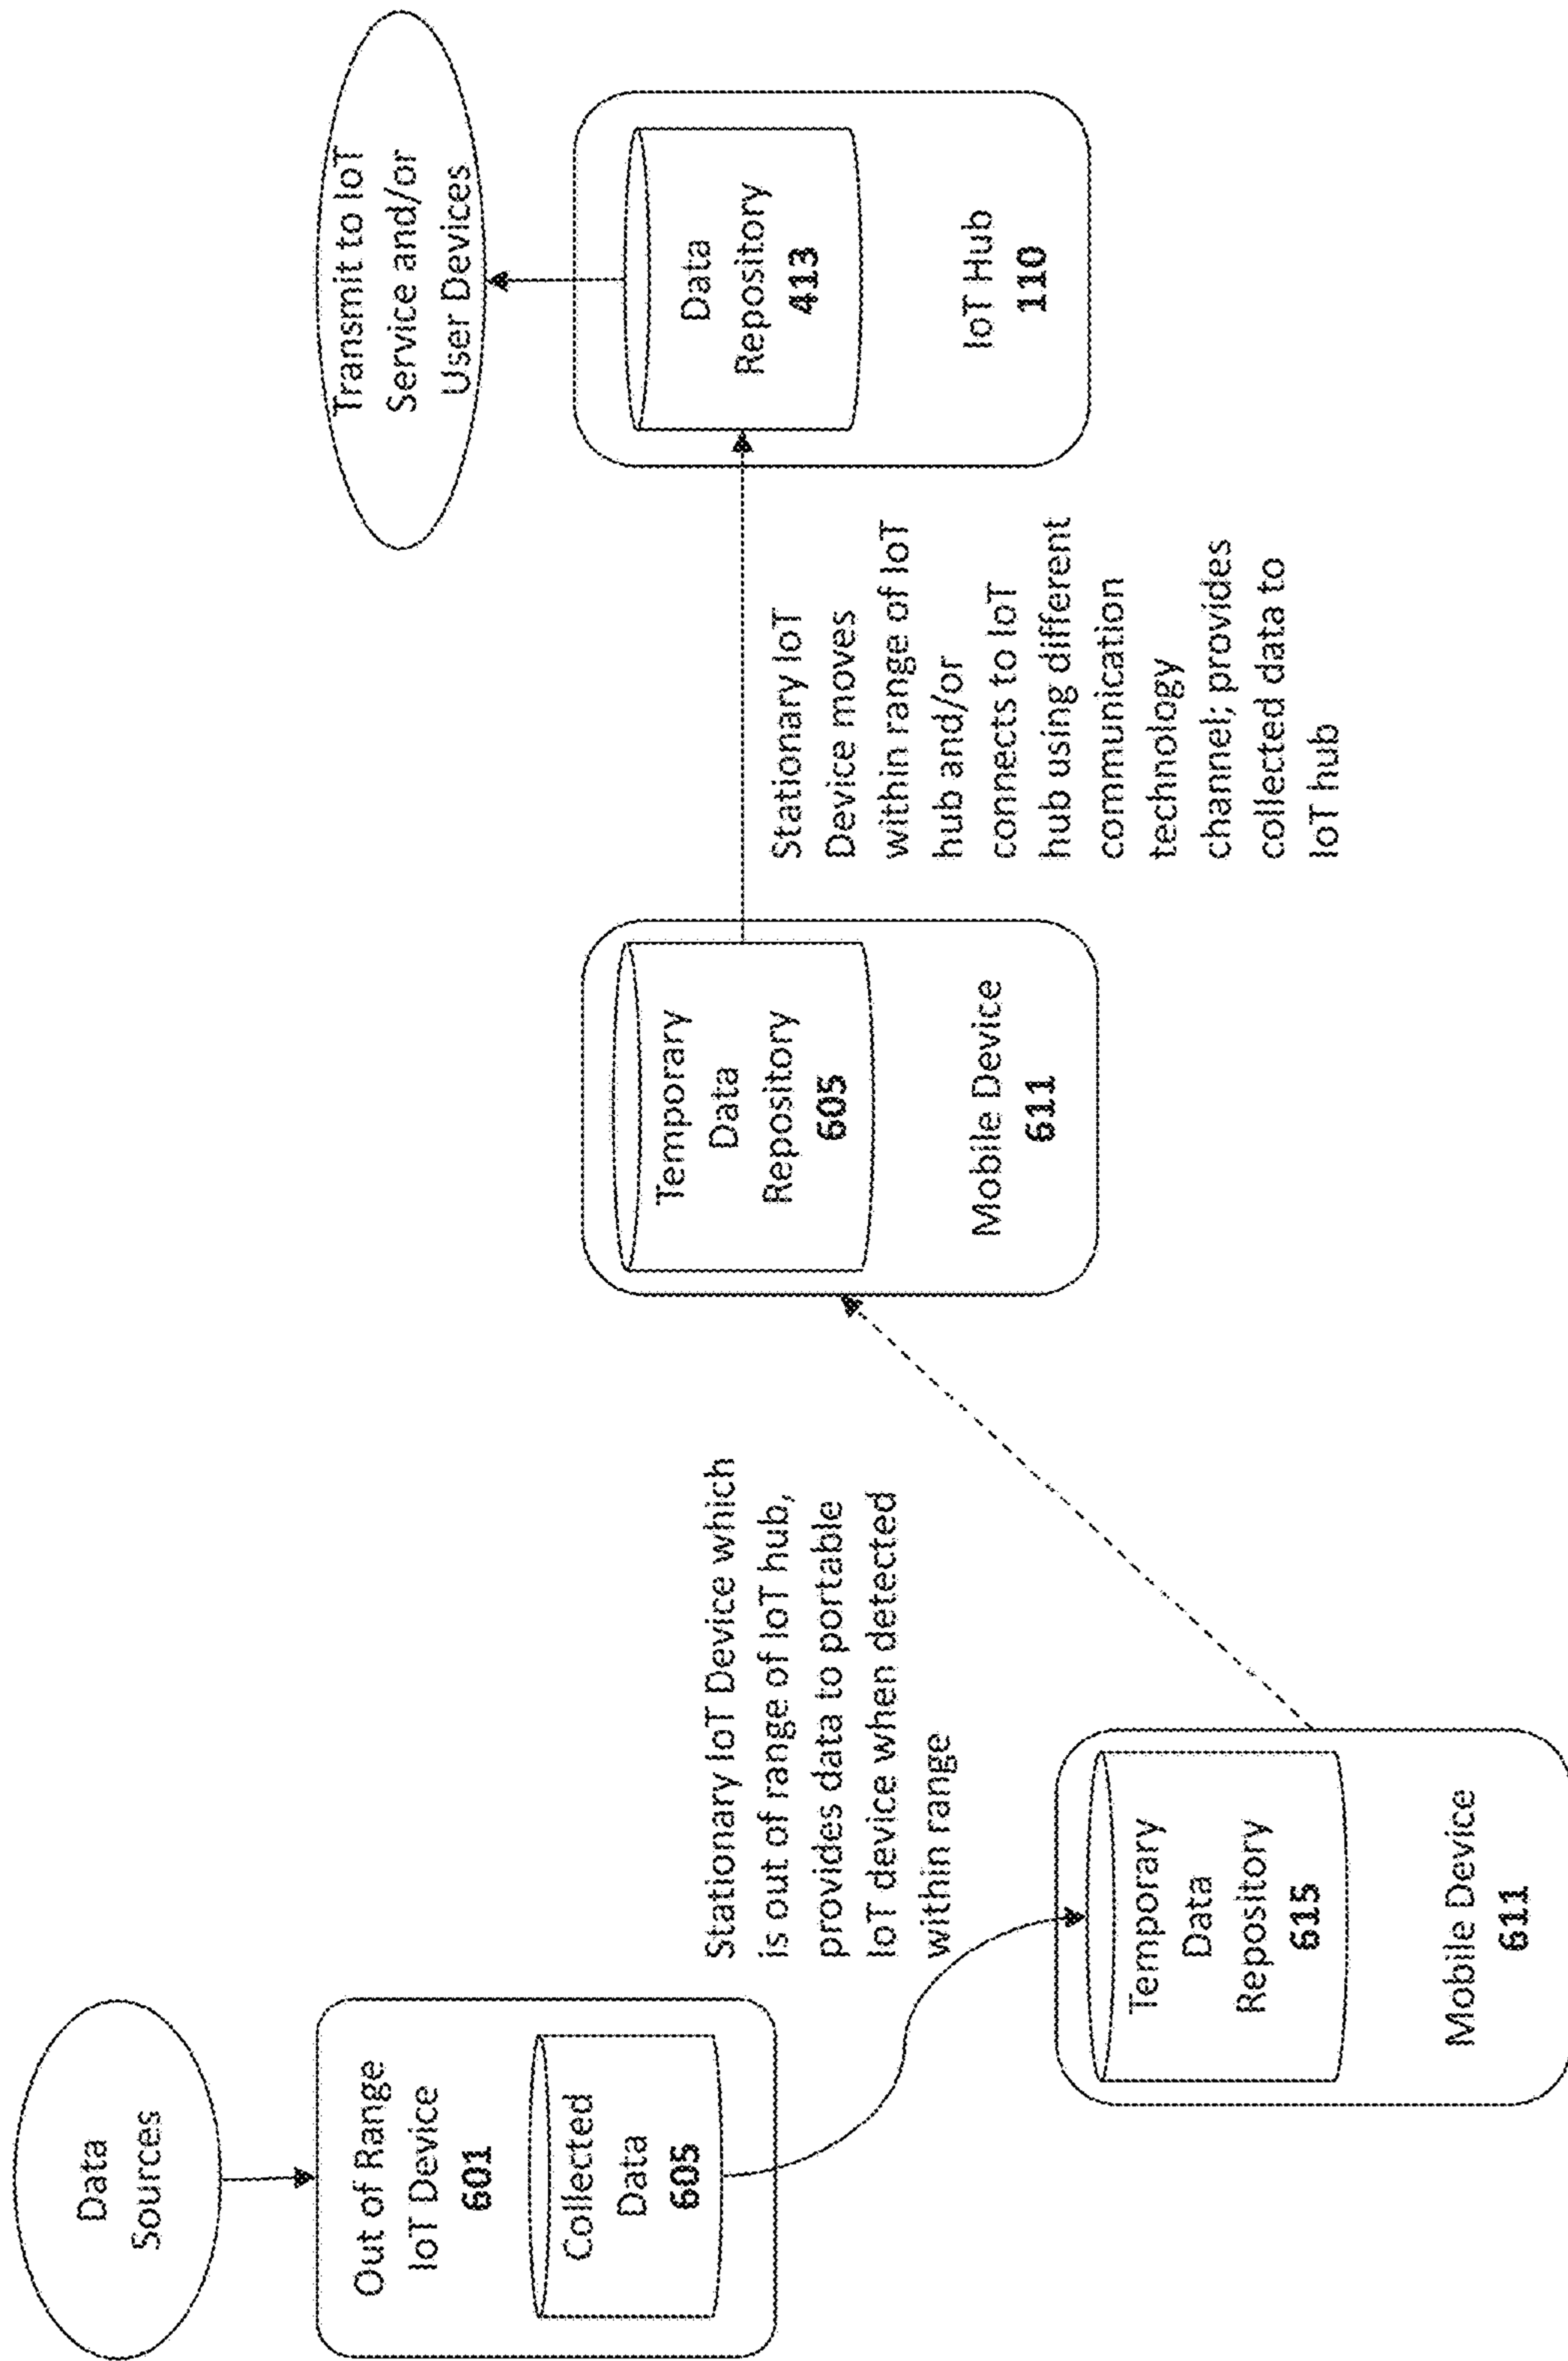 Data
Sources
Out of Range
IoT Device
601
Collected
Data
605
Stationary IoT Device which
is out of range of IoT hub,
provides data to portable
IoT device when detected
within range
Temporary
Data
Repository
615
Mobile Device
611
Temporary
Data
Repository
605
Mobile Device
611
Stationary IoT
Device moves
within range of IoT
hub and/or
connects to IoT
hub using different
communication
technology
channel; provides
collected data to
IoT hub
Transmit to IoT
Service and/or
User Devices
Data
Repository
413
IoT Hub
110